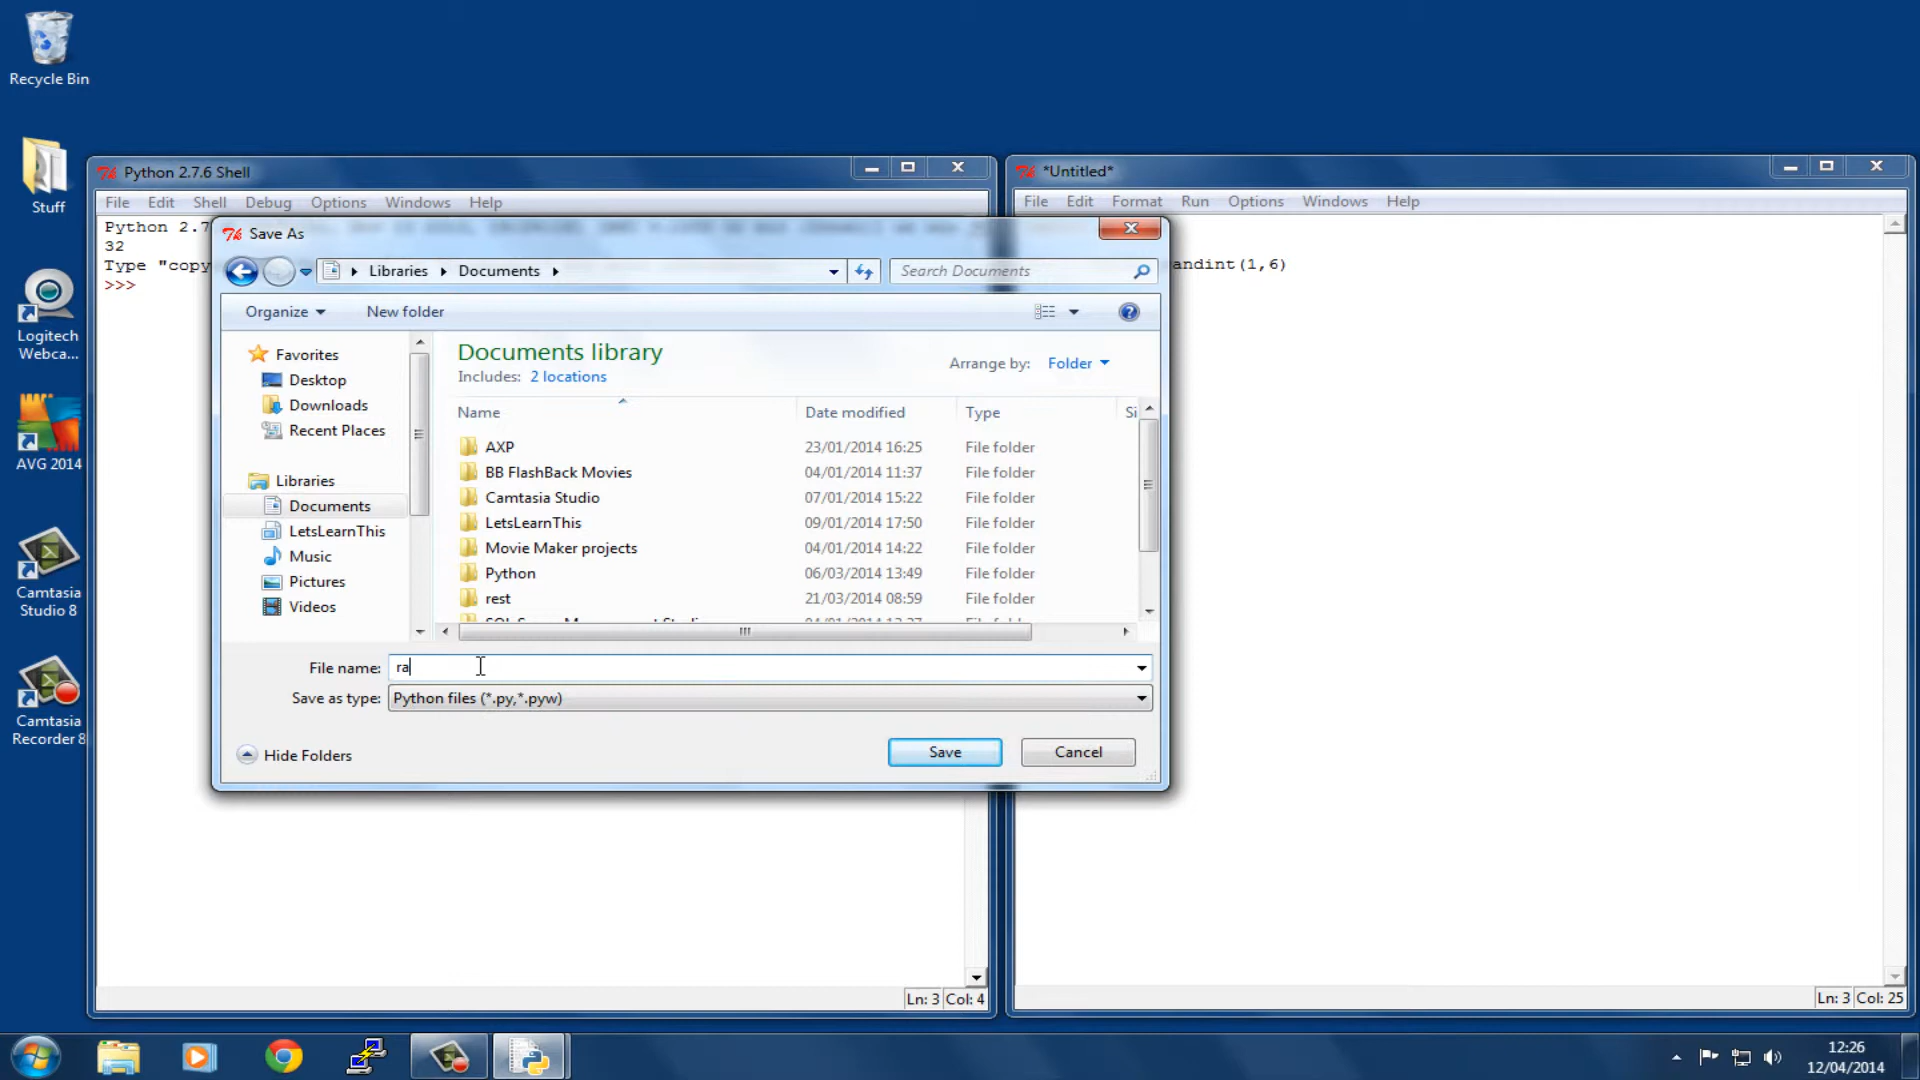 Recycle Bin
Stuff
Logitech
Webca...
AVG 2014
Camtasia
Studio 8
Camtasia
Recorder 8
Python 2.7.6 Shell
File Edit Shell Debug Options Windows Help
Python 2.7
32
Type "copy
>>>
Ln: 3 Col: 4
*Untitled*
File Edit Format Run Options Windows Help
andint(1,6)
Ln: 3 Col: 25
Save As
Libraries Documents
Search Documents
Organize New folder
Favorites
Desktop
Downloads
Recent Places
Libraries
Documents
LetsLearnThis
Music
Pictures
Videos
Documents library
Includes: 2 locations
Arrange by: Folder
Name Date modified Type Si
AXP 23/01/2014 16:25 File folder
BB FlashBack Movies 04/01/2014 11:37 File folder
Camtasia Studio 07/01/2014 15:22 File folder
LetsLearnThis 09/01/2014 17:50 File folder
Movie Maker projects 04/01/2014 14:22 File folder
Python 06/03/2014 13:49 File folder
rest 21/03/2014 08:59 File folder
File name: ra
Save as type: Python files (*.py,*.pyw)
Hide Folders
Save Cancel
12:26
12/04/2014